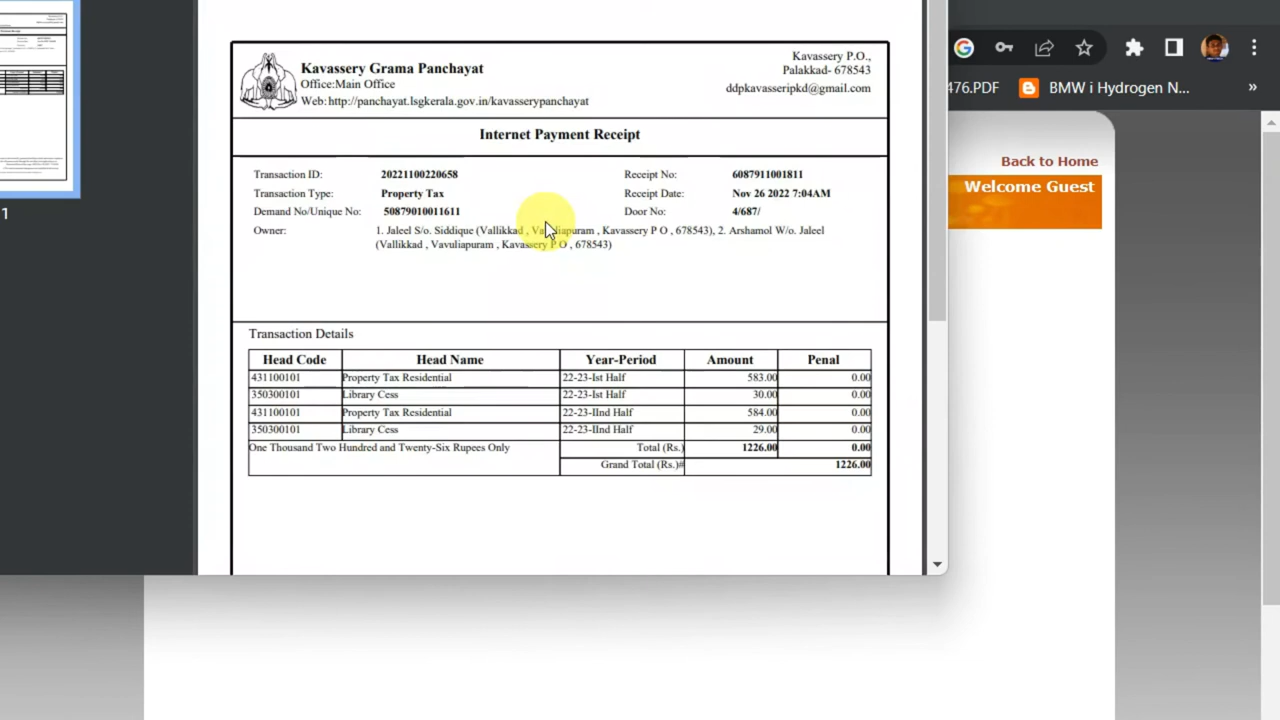 Kavassery Grama Panchayat
Office:Main Office
Web: http://panchayat.lsgkerala.gov.in/kavasserypanchayat
Kavassery P.O.,
Palakkad- 678543
ddpkavasseripkd@gmail.com
Internet Payment Receipt
Transaction ID: 20221100220658 Receipt No: 6087911001811
Transaction Type: Property Tax Receipt Date: Nov 26 2022 7:04AM
Demand No/Unique No: 50879010011611 Door No: 4/687/
Owner: 1. Jaleel S/o. Siddique (Vallikkad , Vavuliapuram , Kavassery P O , 678543), 2. Arshamol W/o. Jaleel
(Vallikkad , Vavuliapuram , Kavassery P O , 678543)
Transaction Details
Head Code Head Name Year-Period Amount Penal
431100101 Property Tax Residential 22-23-Ist Half 583.00 0.00
350300101 Library Cess 22-23-Ist Half 30.00 0.00
431100101 Property Tax Residential 22-23-IInd Half 584.00 0.00
350300101 Library Cess 22-23-IInd Half 29.00 0.00
One Thousand Two Hundred and Twenty-Six Rupees Only Total (Rs.) 1226.00 0.00
Grand Total (Rs.)# 1226.00
1
476.PDF BMW i Hydrogen N... »
Back to Home
Welcome Guest